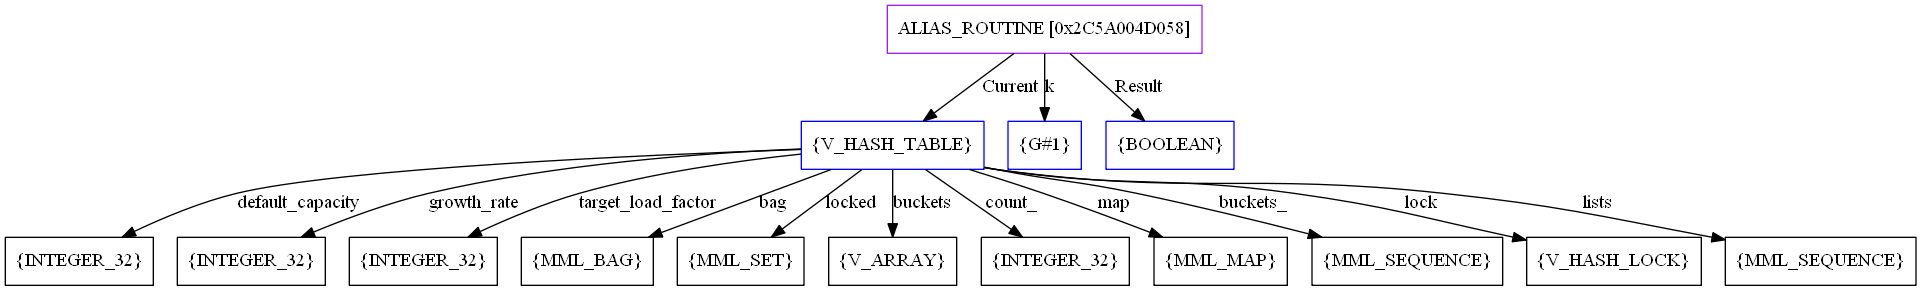 ALIAS_ROUTINE [0x2C5A004D058]
Current
k
Result
{V_HASH_TABLE}
{G#1}
{BOOLEAN}
default_capacity
growth_rate
target_load_factor
bag
locked
buckets
count_
map
buckets_
lock
lists
{INTEGER_32}
{INTEGER_32}
{INTEGER_32}
{MML_BAG}
{MML_SET}
{V_ARRAY}
{INTEGER_32}
{MML_MAP}
{MML_SEQUENCE}
{V_HASH_LOCK}
{MML_SEQUENCE}